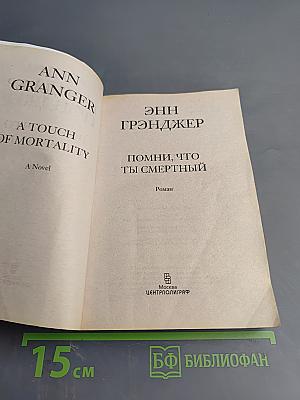 ANN
GRANGER
A TOUCH
OF MORTALITY
A Novel
ЭНН
ГРЭНДЖЕР
ПОМНИ, ЧТО
ТЫ СМЕРТНЫЙ
Роман
Москва
ЦЕНТРПОЛИГРАФ
15 см
БФ БИБЛИОФАН